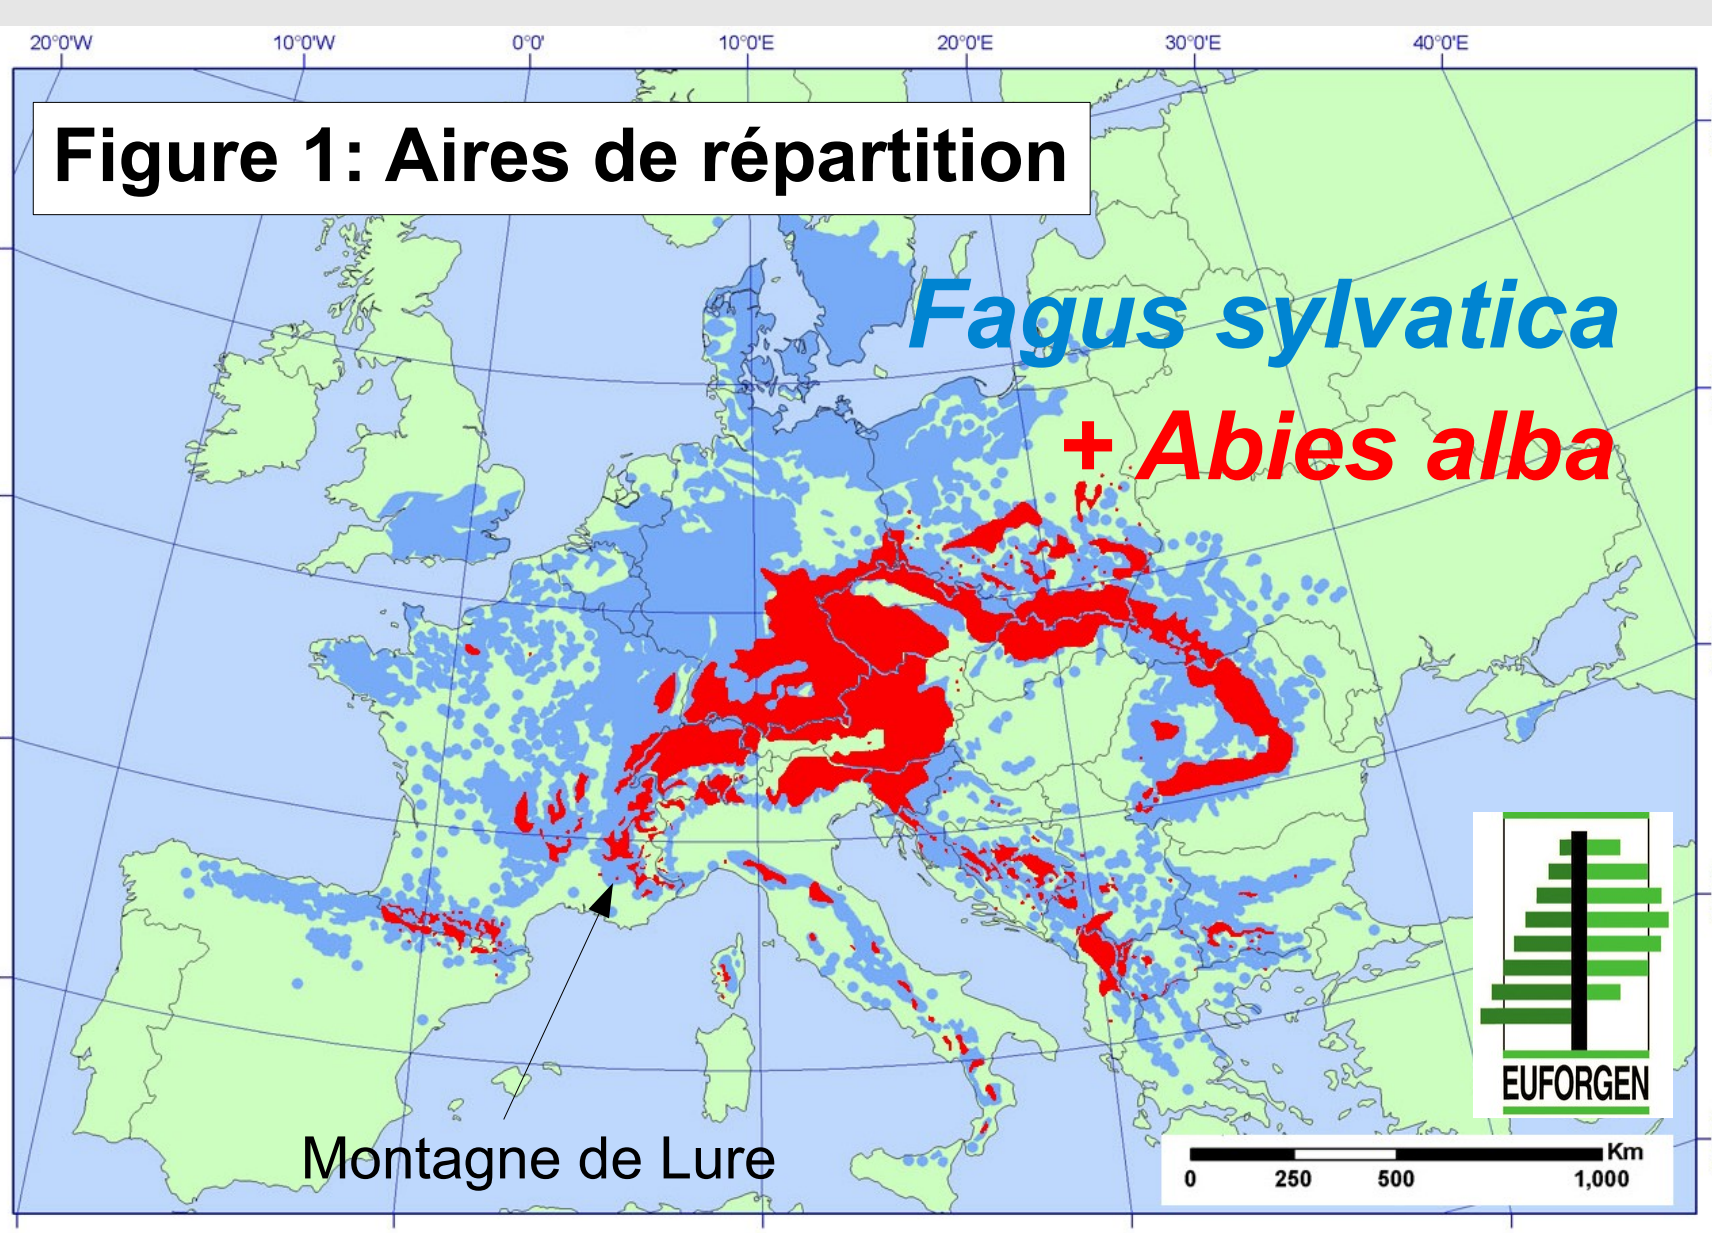 20°0'W 10°0'W 0°0' 10°0'E 20°0'E 30°0'E 40°0'E
Figure 1: Aires de répartition
Fagus sylvatica
+ Abies alba
EUFORGEN
Montagne de Lure
Km
0 250 500 1,000